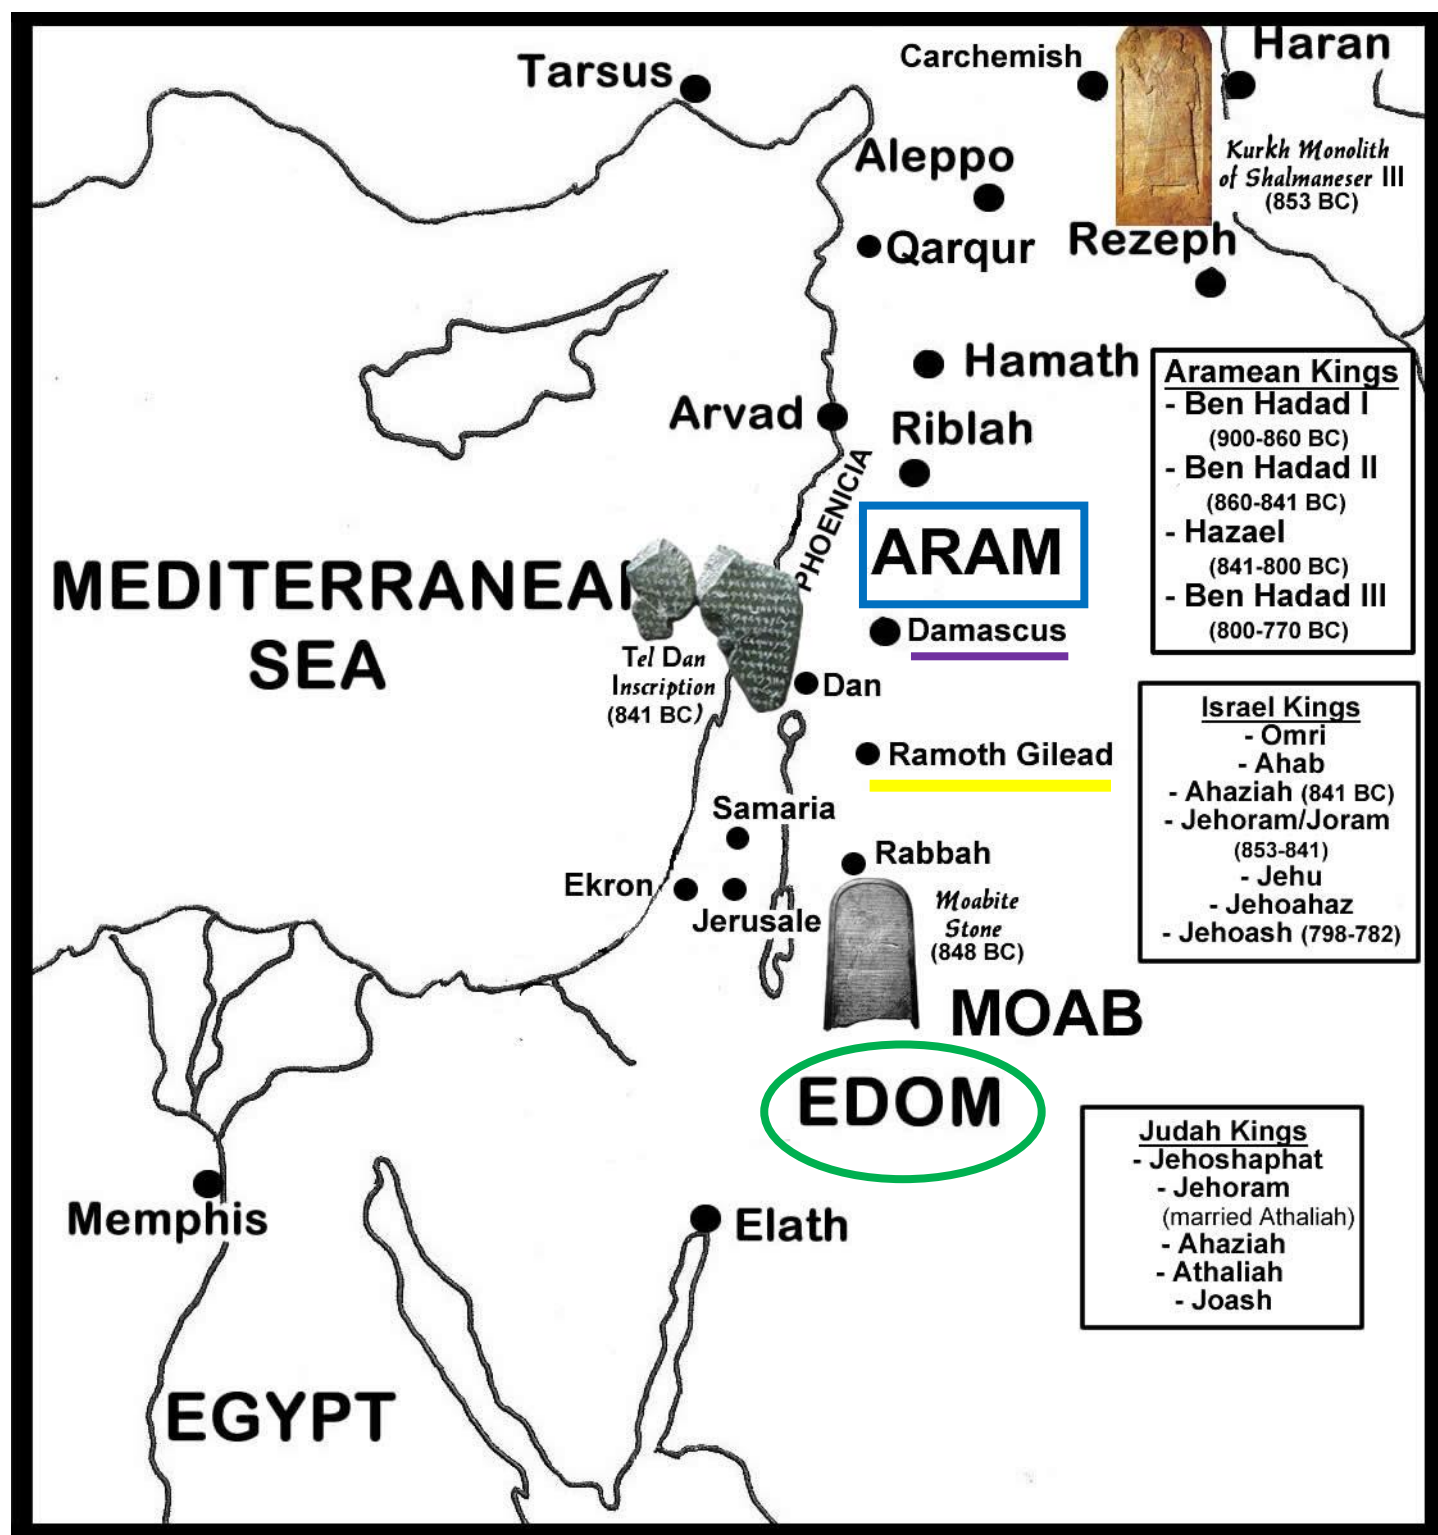 Tarsus
Carchemish
Haran
Aleppo
Kurkh Monolith
of Shalmaneser III
(853 BC)
Qarqur
Rezeph
Hamath
Arvad
Riblah
PHOENICIA
ARAM
MEDITERRANEAN
SEA
Damascus
Tel Dan
Inscription
(841 BC)
Dan
Ramoth Gilead
Samaria
Rabbah
Ekron
Jerusale
Moabite
Stone
(848 BC)
MOAB
EDOM
Memphis
Elath
EGYPT
Aramean Kings
- Ben Hadad I
(900-860 BC)
- Ben Hadad II
(860-841 BC)
- Hazael
(841-800 BC)
- Ben Hadad III
(800-770 BC)
Israel Kings
- Omri
- Ahab
- Ahaziah (841 BC)
- Jehoram/Joram
(853-841)
- Jehu
- Jehoahaz
- Jehoash (798-782)
Judah Kings
- Jehoshaphat
- Jehoram
(married Athaliah)
- Ahaziah
- Athaliah
- Joash